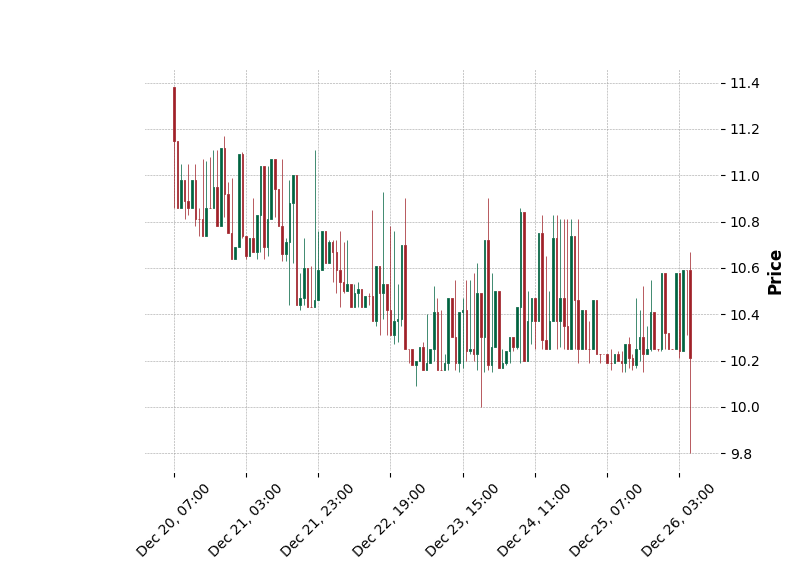 11.4
11.2
11.0
10.8
10.6
10.4
10.2
10.0
9.8
Price
Dec 20, 07:00
Dec 21, 03:00
Dec 21, 23:00
Dec 22, 19:00
Dec 23, 15:00
Dec 24, 11:00
Dec 25, 07:00
Dec 26, 03:00